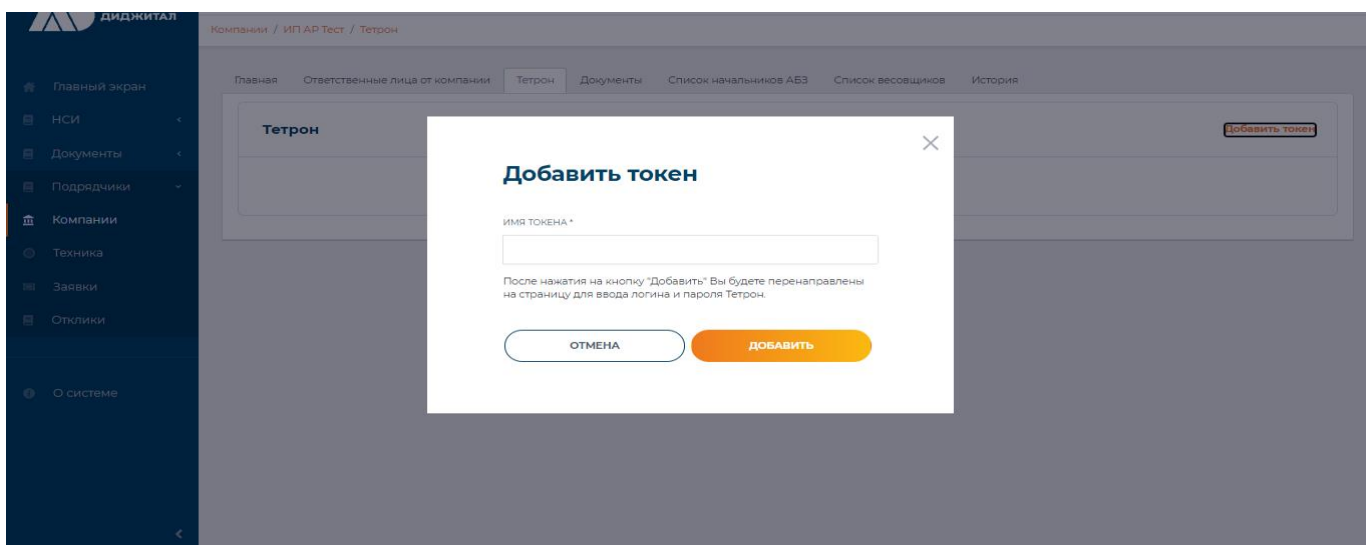 ДИДЖИТАЛ
Компании / ИП АР Тест / Тетрон
Главная Ответственные лица от компании Тетрон Документы Список начальников АБЗ Список весовщиков История
Главный экран
НСИ
Документы
Подрядчики
Компании
Техника
Заявки
Отклики
О системе
Тетрон
Добавить токен
Добавить токен
ИМЯ ТОКЕНА *
После нажатия на кнопку "Добавить" Вы будете перенаправлены
на страницу для ввода логина и пароля Тетрон.
ОТМЕНА
ДОБАВИТЬ